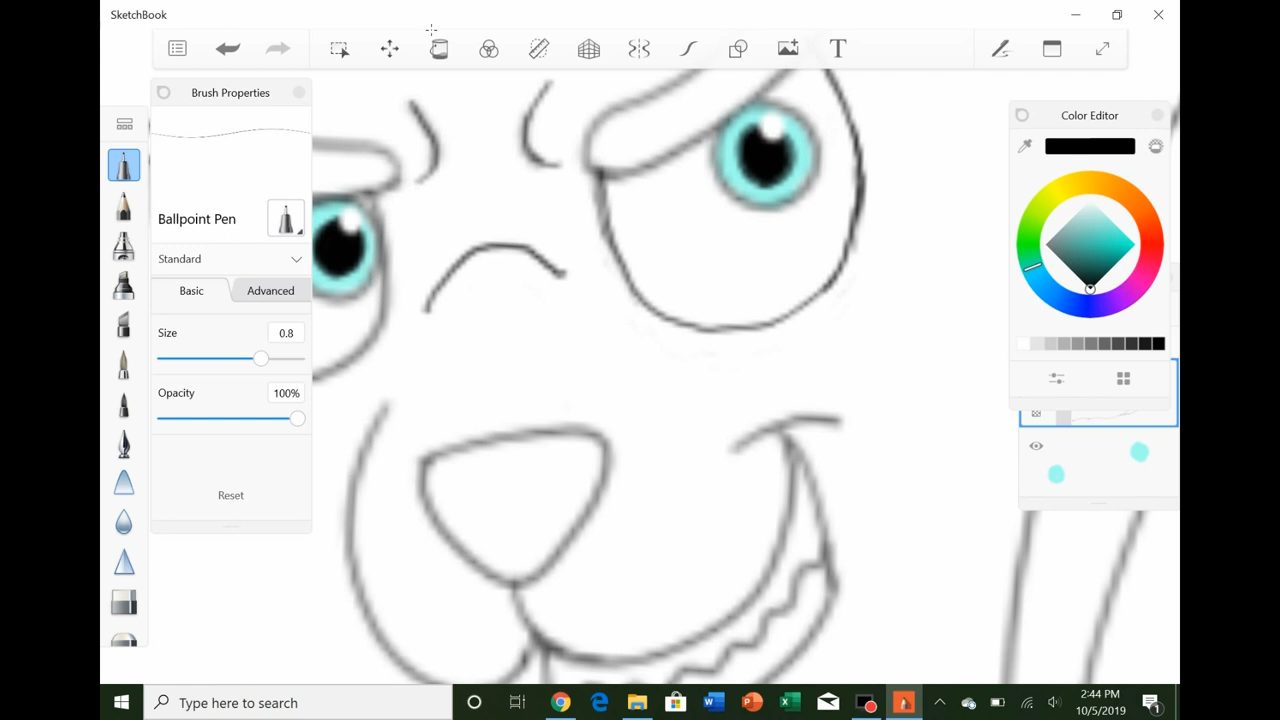 SketchBook
T
Brush Properties
Color Editor
Ballpoint Pen
Standard
Basic
Advanced
Size
0.8
Opacity
100%
Reset
Type here to search
2:44 PM
10/5/2019
1